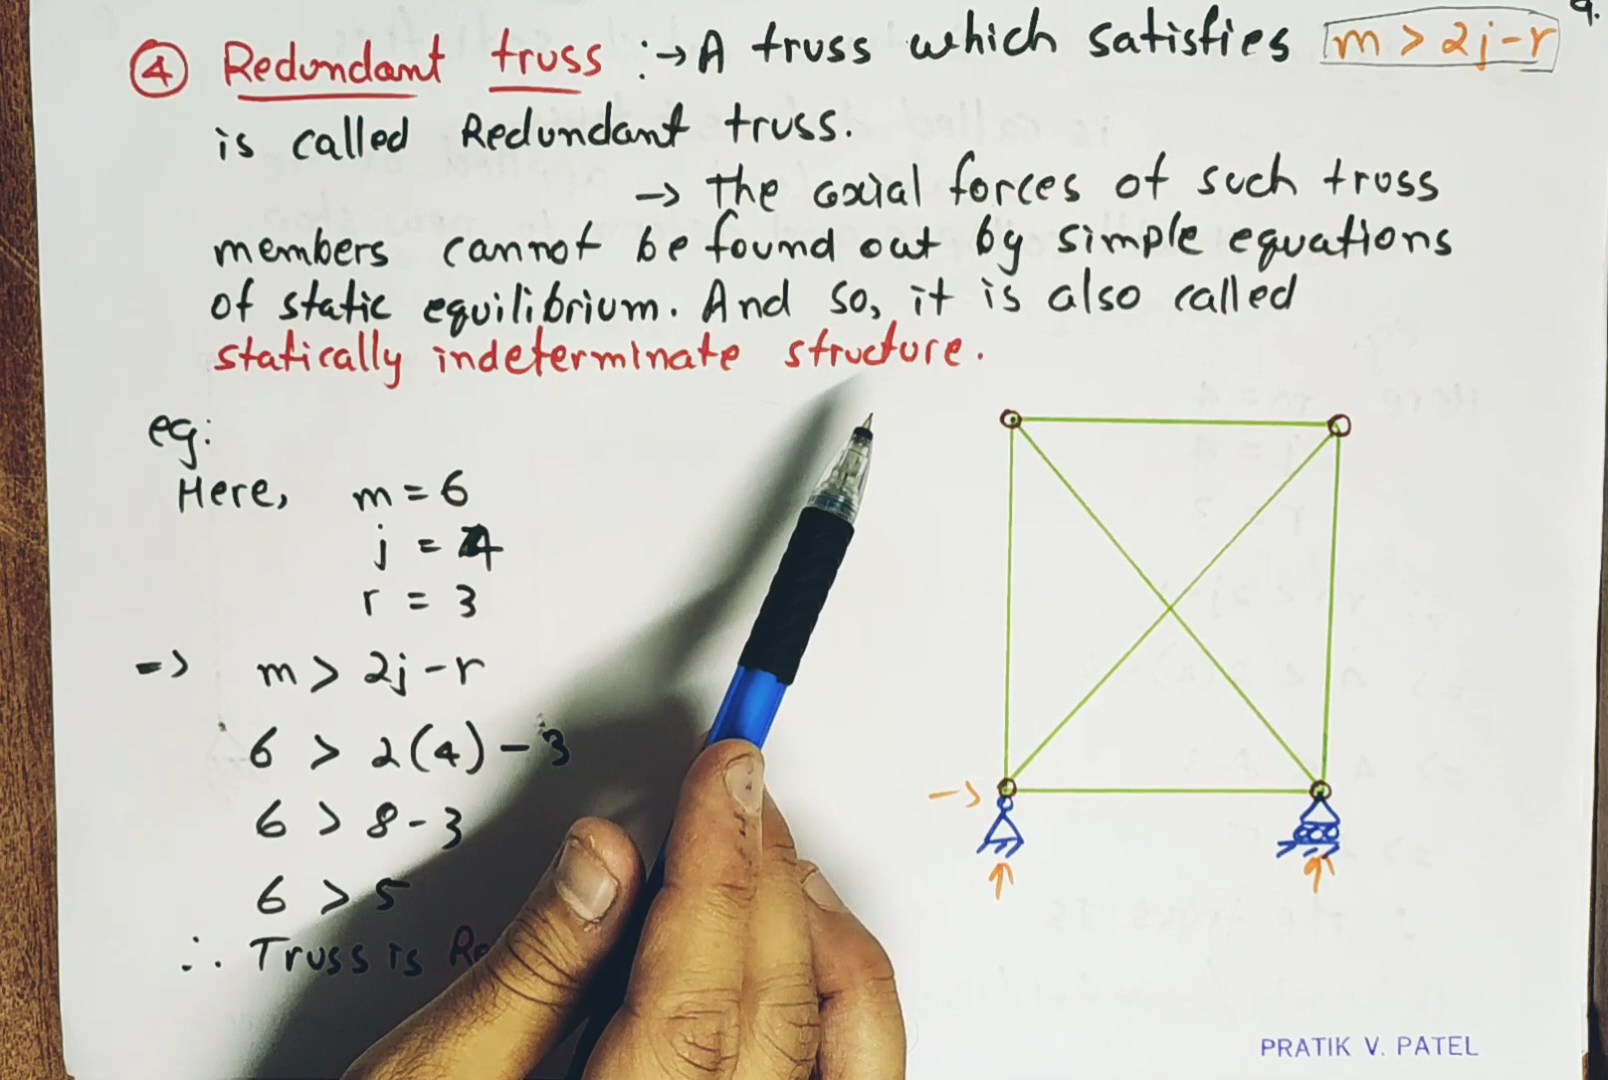 ④ Redundant truss :→ A truss which satisfies m > 2j-r
is called Redundant truss.
→ The axial forces of such truss
members cannot be found out by simple equations
of static equilibrium. And so, it is also called
statically indeterminate structure.
eg:
Here, m = 6
j = 4
r = 3
=> m > 2j - r
6 > 2(4) - 3
6 > 8 - 3
6 > 5
∴ Truss is
PRATIK V. PATEL